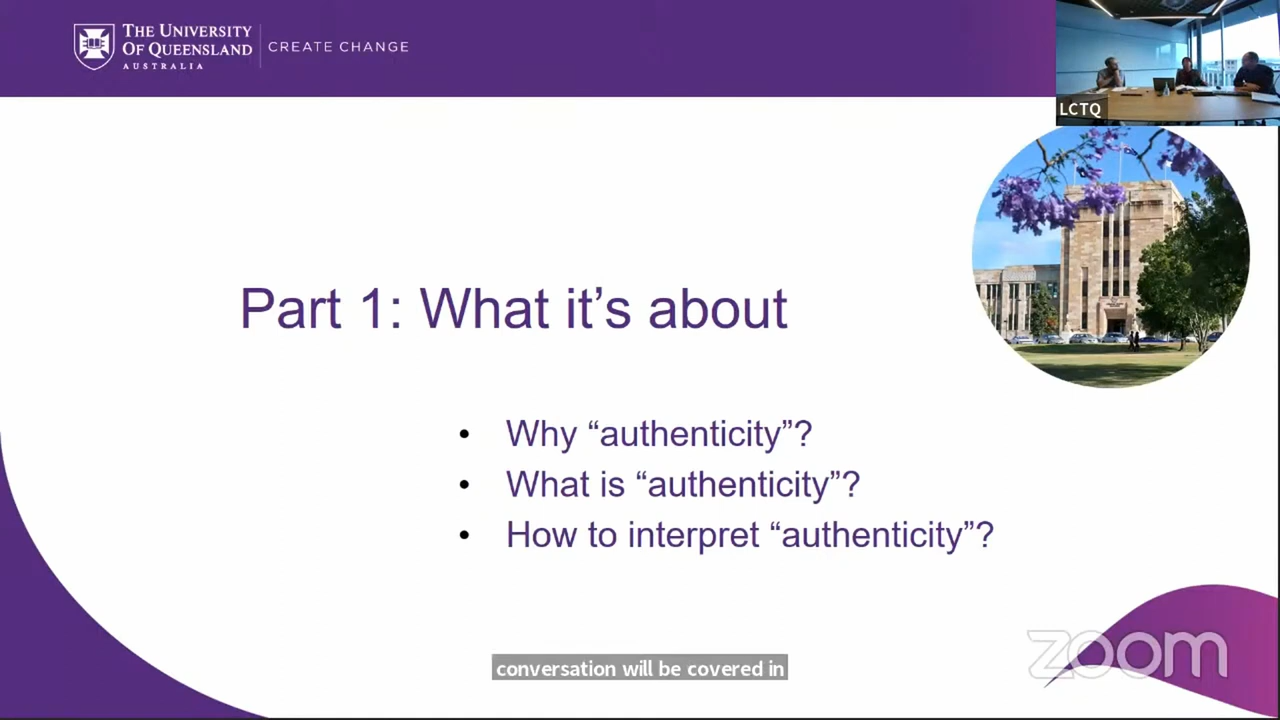 THE UNIVERSITY
OF QUEENSLAND
AUSTRALIA
CREATE CHANGE
LCTQ
Part 1: What it’s about
• Why “authenticity”?
• What is “authenticity”?
• How to interpret “authenticity”?
conversation will be covered in
zoom